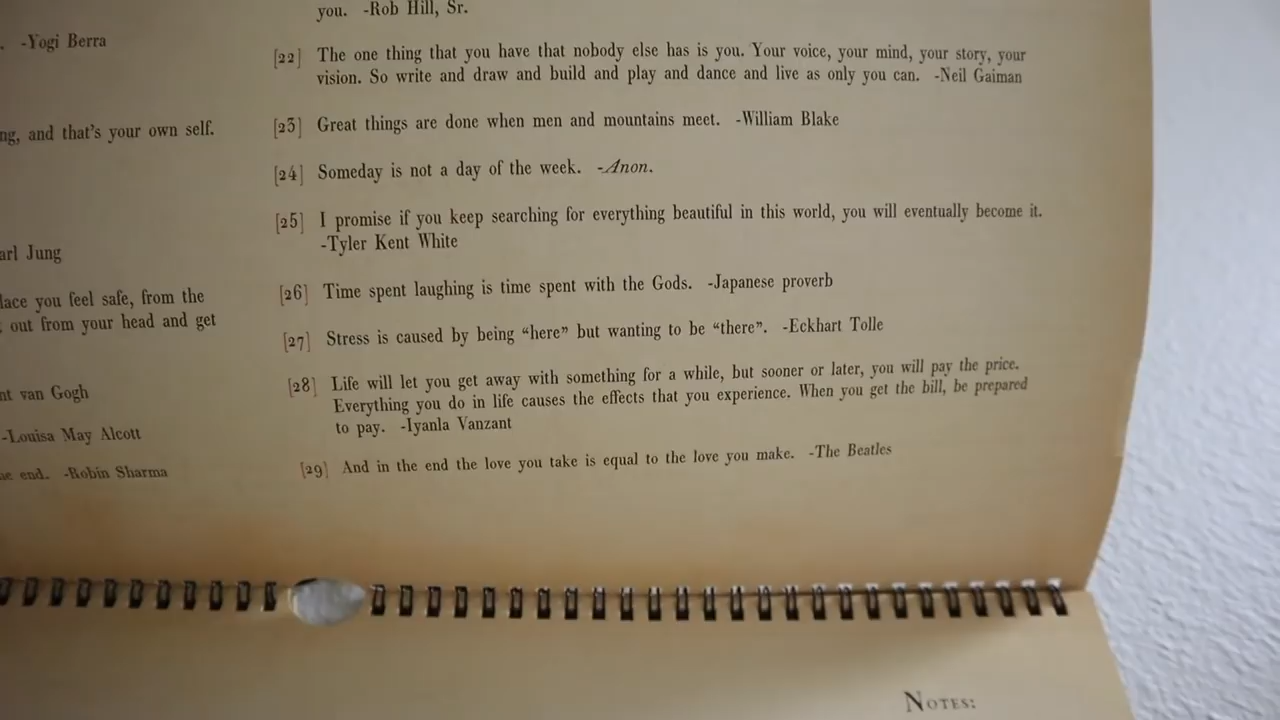 . -Yogi Berra
ng, and that's your own self.
arl Jung
lace you feel safe, from the
out from your head and get
nt van Gogh
-Louisa May Alcott
end. -Robin Sharma
you. -Rob Hill, Sr.
[22] The one thing that you have that nobody else has is you. Your voice, your mind, your story, your
vision. So write and draw and build and play and dance and live as only you can. -Neil Gaiman
[23] Great things are done when men and mountains meet. -William Blake
[24] Someday is not a day of the week. -Anon.
[25] I promise if you keep searching for everything beautiful in this world, you will eventually become it.
-Tyler Kent White
[26] Time spent laughing is time spent with the Gods. -Japanese proverb
[27] Stress is caused by being “here” but wanting to be “there”. -Eckhart Tolle
[28] Life will let you get away with something for a while, but sooner or later, you will pay the price.
Everything you do in life causes the effects that you experience. When you get the bill, be prepared
to pay. -Iyanla Vanzant
[29] And in the end the love you take is equal to the love you make. -The Beatles
NOTES: